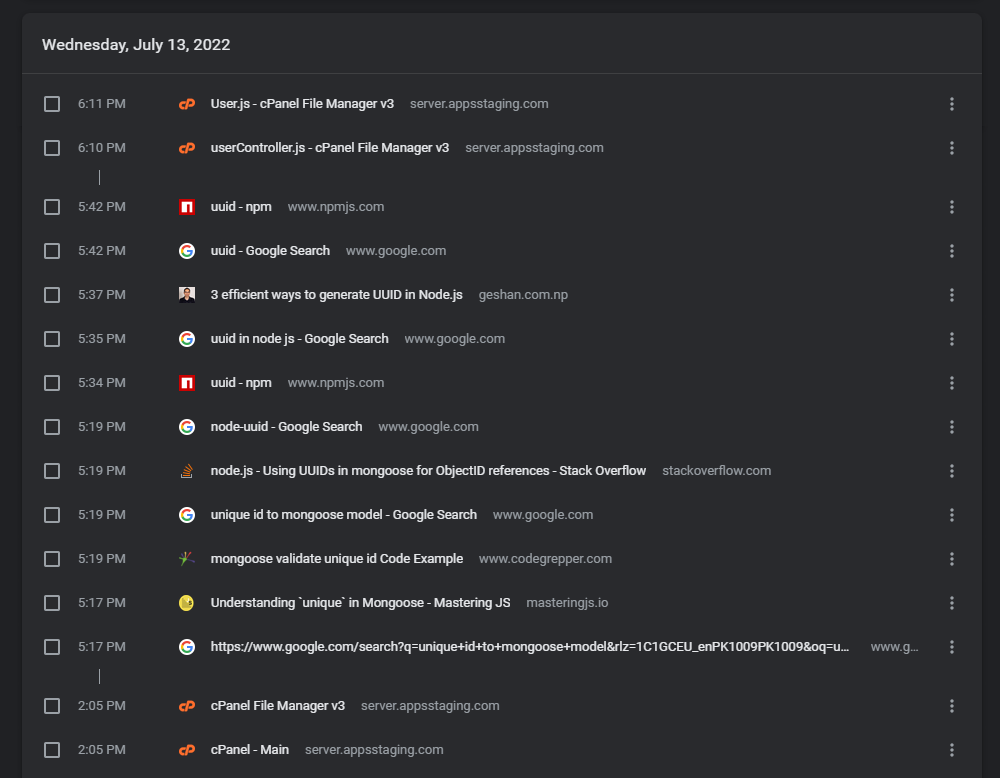 Wednesday, July 13, 2022
6:11 PM User.js - cPanel File Manager v3 server.appsstaging.com
6:10 PM userController.js - cPanel File Manager v3 server.appsstaging.com
5:42 PM uuid - npm www.npmjs.com
5:42 PM uuid - Google Search www.google.com
5:37 PM 3 efficient ways to generate UUID in Node.js geshan.com.np
5:35 PM uuid in node js - Google Search www.google.com
5:34 PM uuid - npm www.npmjs.com
5:19 PM node-uuid - Google Search www.google.com
5:19 PM node.js - Using UUIDs in mongoose for ObjectID references - Stack Overflow stackoverflow.com
5:19 PM unique id to mongoose model - Google Search www.google.com
5:19 PM mongoose validate unique id Code Example www.codegrepper.com
5:17 PM Understanding `unique` in Mongoose - Mastering JS masteringjs.io
5:17 PM https://www.google.com/search?q=unique+id+to+mongoose+model&rlz=1C1GCEU_enPK1009PK1009&oq=u... www.g...
2:05 PM cPanel File Manager v3 server.appsstaging.com
2:05 PM cPanel - Main server.appsstaging.com